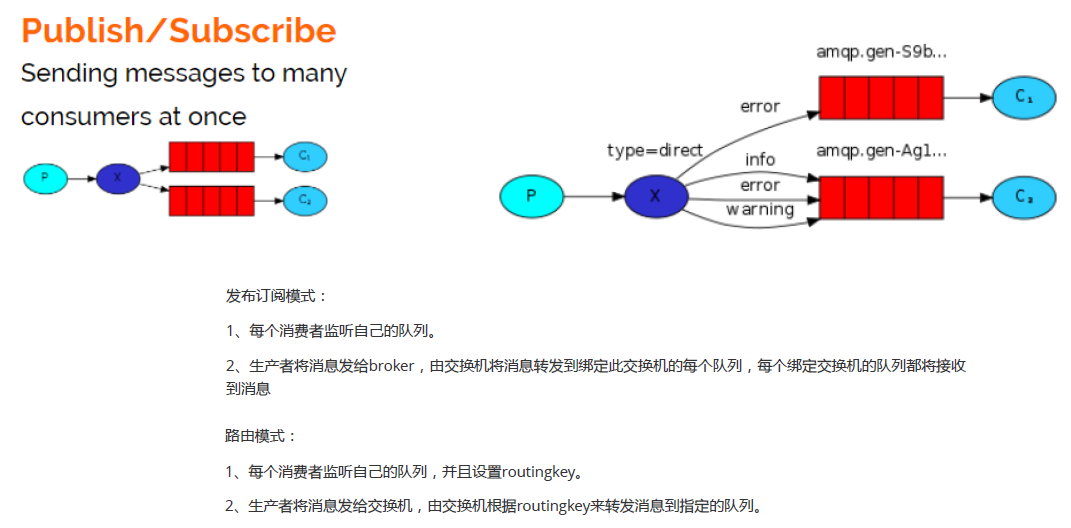 Publish/Subscribe
Sending messages to many
consumers at once
P
X
C₁
C₂
amqp.gen-S9b...
error
C₁
type=direct
info
amqp.gen-Ag1...
error
P
X
warning
C₂
发布订阅模式：
1、每个消费者监听自己的队列。
2、生产者将消息发给broker，由交换机将消息转发到绑定此交换机的每个队列，每个绑定交换机的队列都将接收
到消息
路由模式：
1、每个消费者监听自己的队列，并且设置routingkey。
2、生产者将消息发给交换机，由交换机根据routingkey来转发消息到指定的队列。